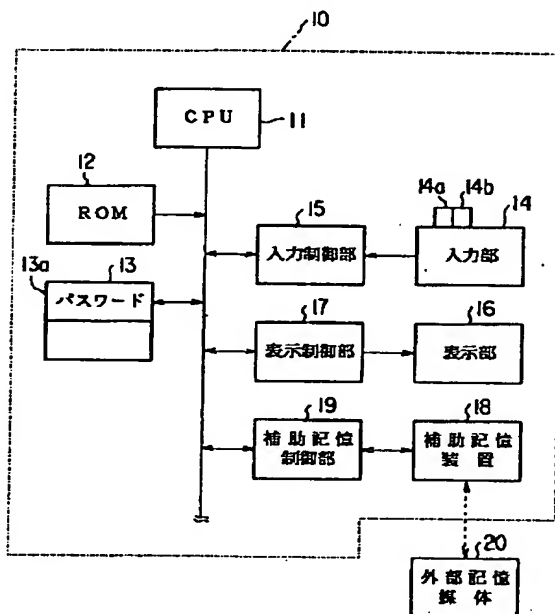 10
CPU
11
12
ROM
14a 14b
15
14
入力制御部
入力部
13a
13
パスワード
17
16
表示制御部
表示部
19
18
補助記憶
制御部
補助記憶
装置
20
外部記憶
媒体